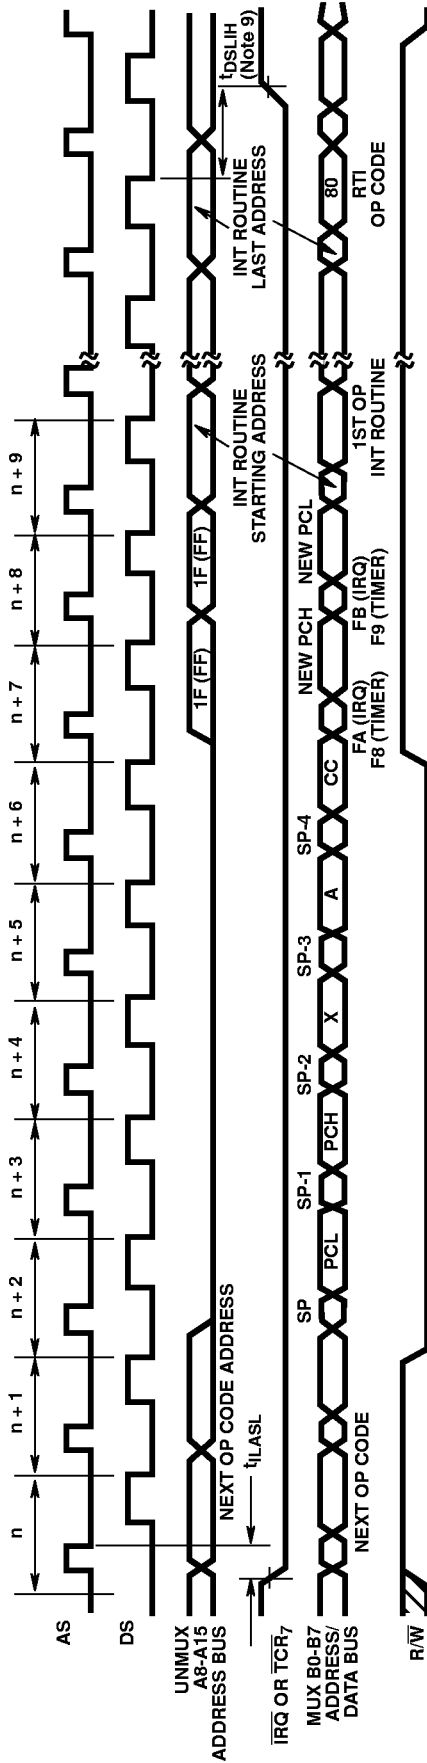 n
n + 1
n + 2
n + 3
n + 4
n + 5
n + 6
n + 7
n + 8
n + 9
AS
DS
UNMUX
A8-A15
ADDRESS BUS
1F (FF)
1F (FF)
NEXT OP CODE ADDRESS
INT ROUTINE
STARTING ADDRESS
INT ROUTINE
LAST ADDRESS
tILASL
tDSLIH
(Note 9)
IRQ OR TCR7
MUX B0-B7
ADDRESS/
DATA BUS
SP
SP-1
SP-2
SP-3
SP-4
NEW PCH
NEW PCL
PCL
PCH
X
A
CC
80
NEXT OP CODE
FA (IRQ)
F8 (TIMER)
FB (IRQ)
F9 (TIMER)
1ST OP
INT ROUTINE
RTI
OP CODE
R/W